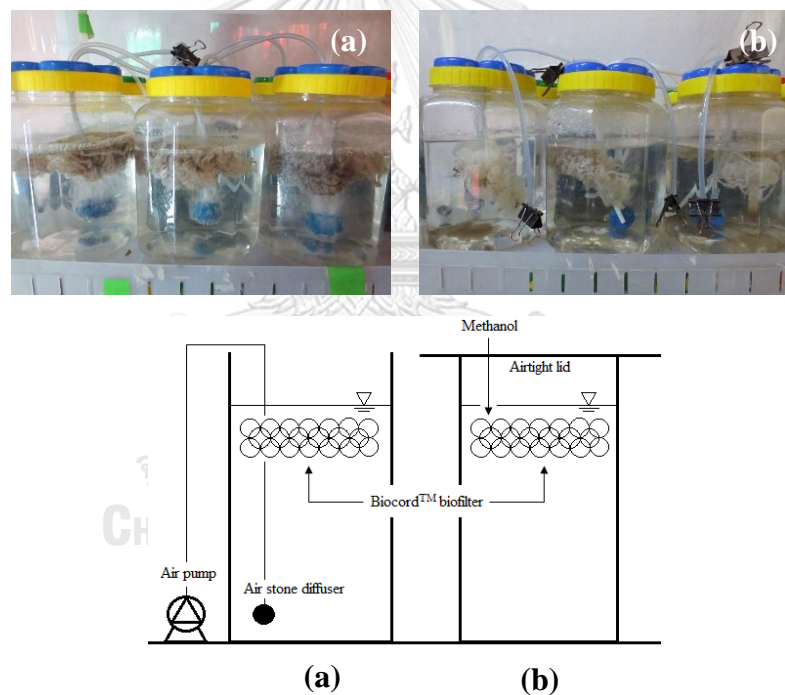 (a)
(b)
Methanol
Airtight lid
Biocord™ biofilter
Air pump
Air stone diffuser
(a)
(b)